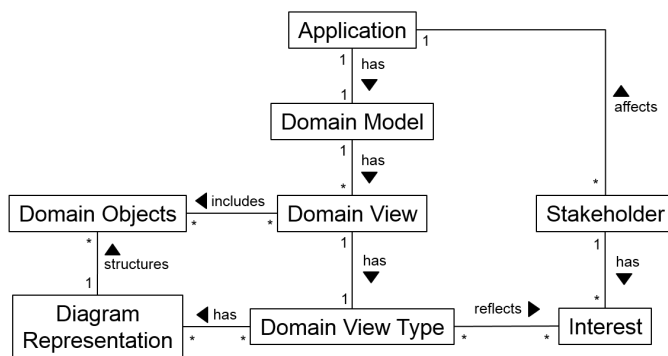 Application
1
1
has
1
Domain Model
affects
1
has
*
*
Domain Objects
includes
*
*
Domain View
Stakeholder
*
structures
1
1
has
1
1
has
*
Diagram
Representation
has
*
*
Domain View Type
reflects
*
*
Interest